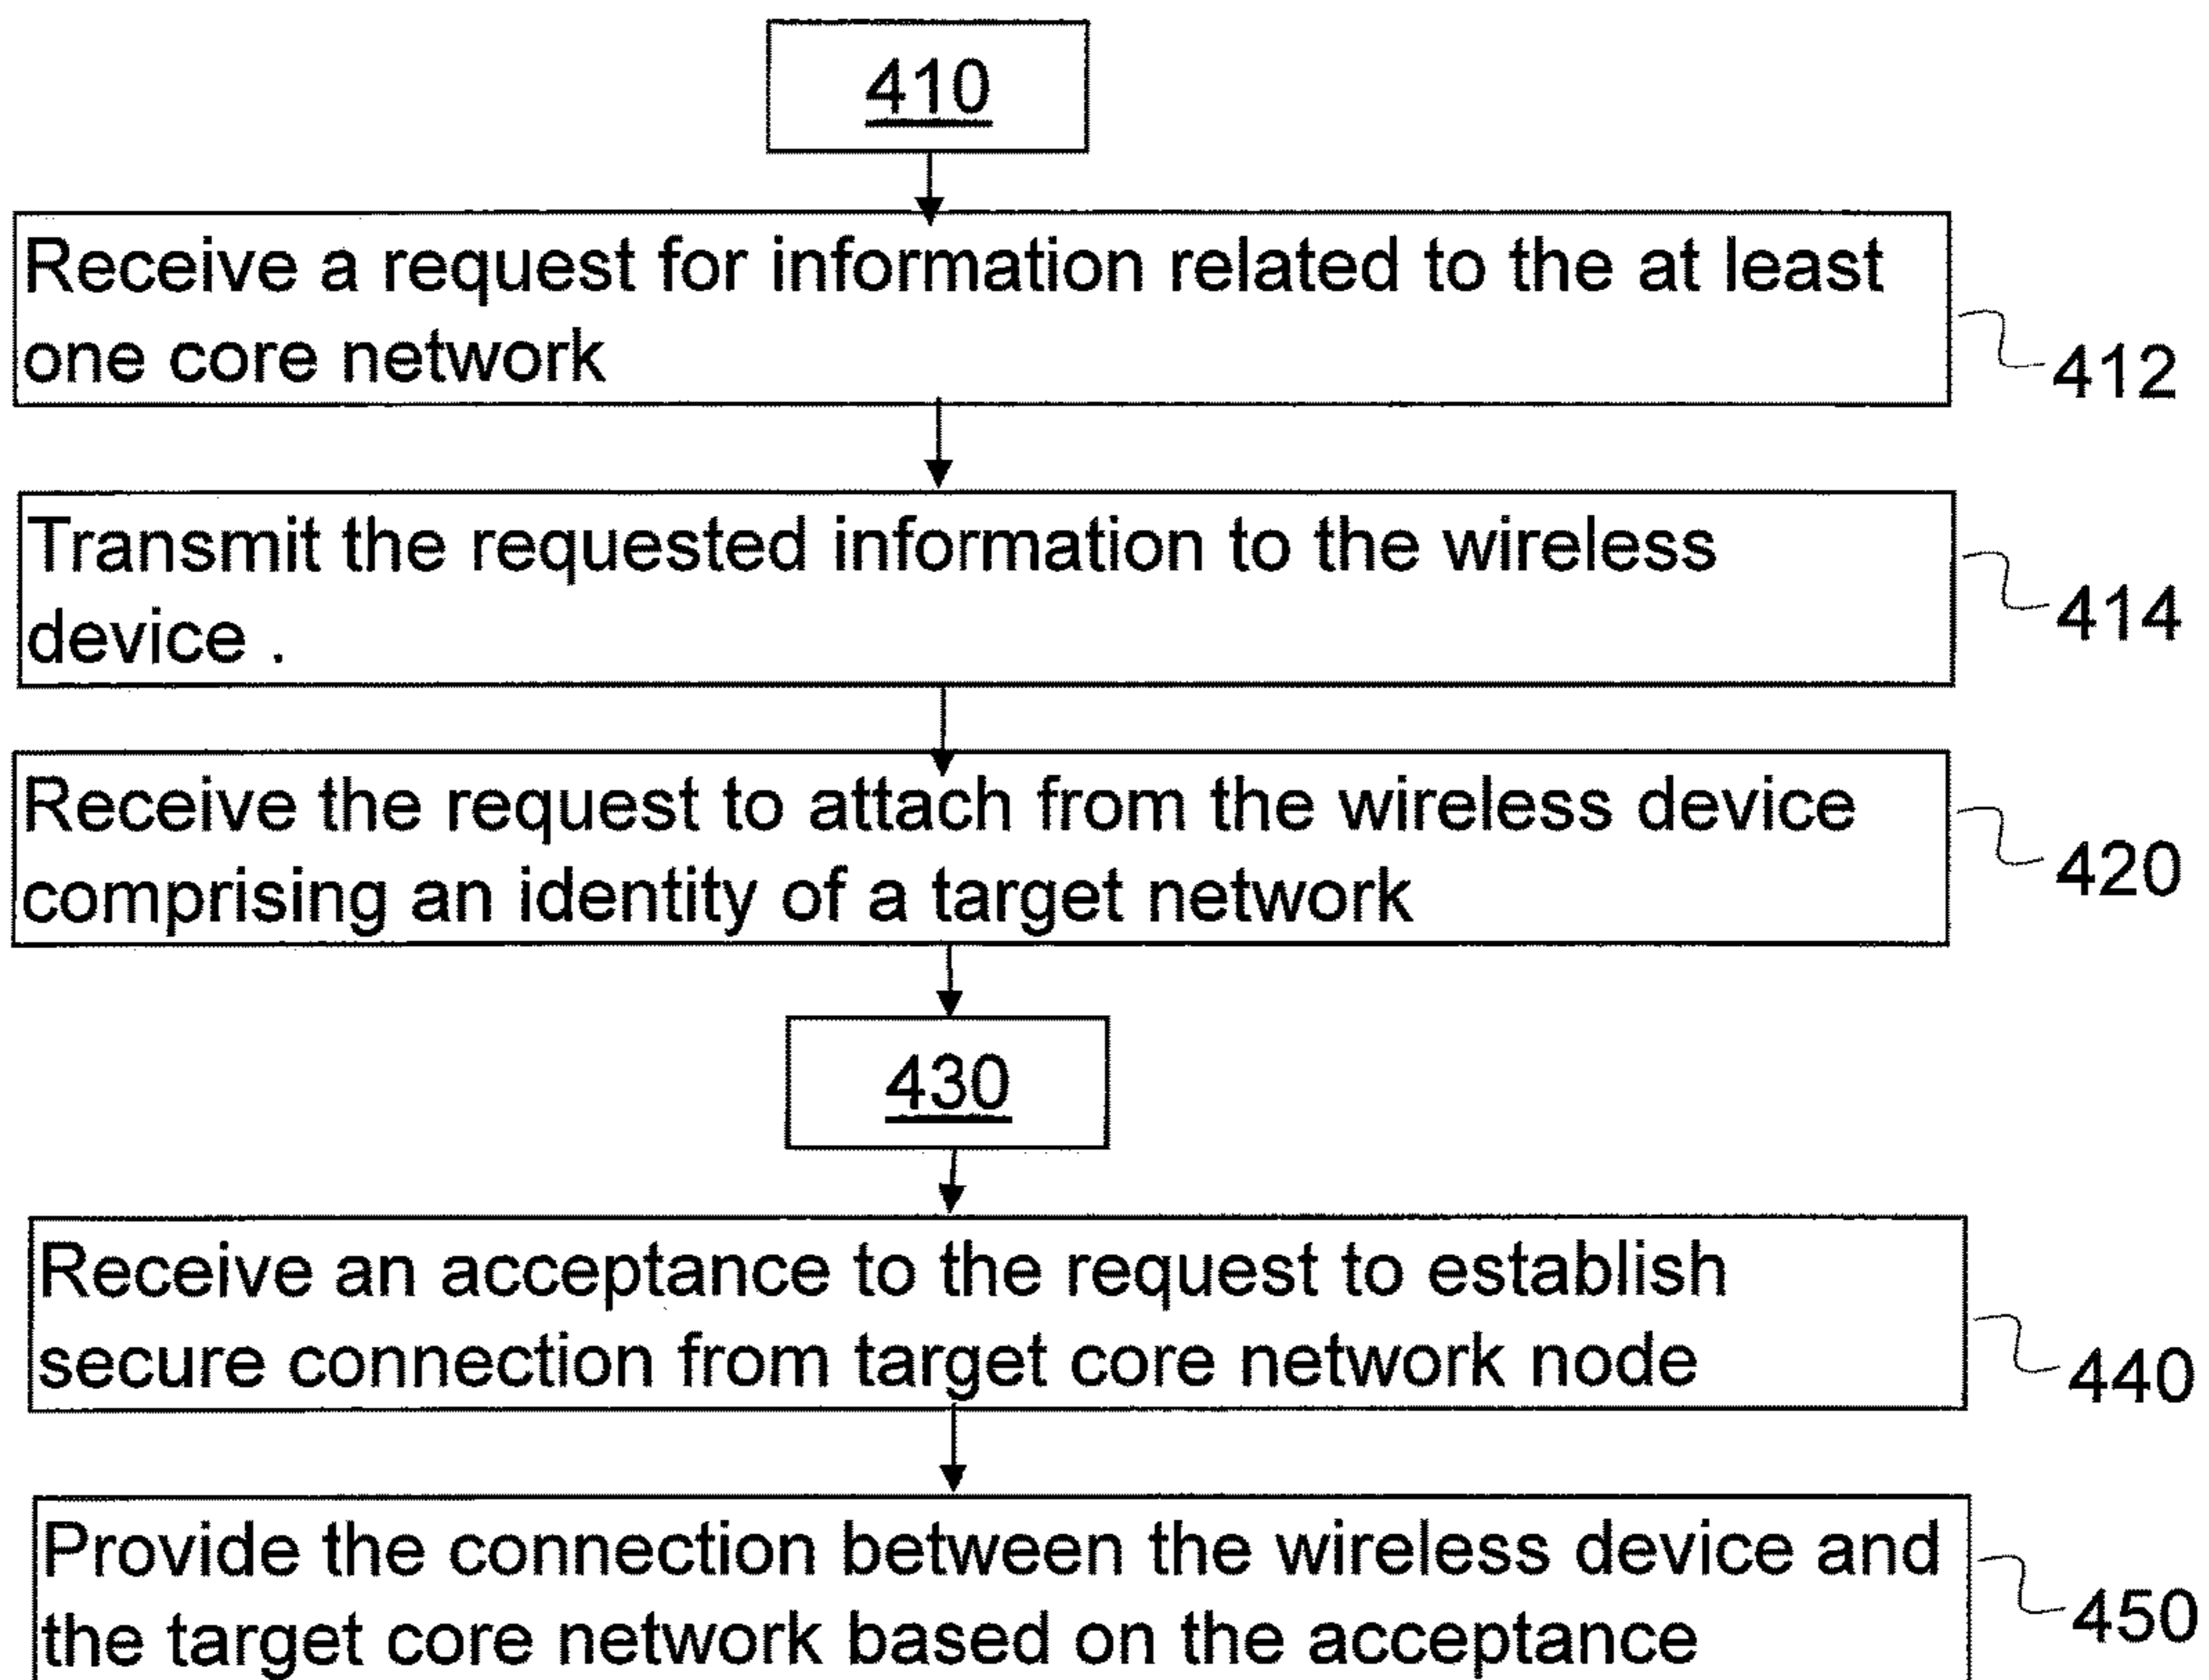 410
Receive a request for information related to the at least
one core network
412
Transmit the requested information to the wireless
device .
414
Receive the request to attach from the wireless device
comprising an identity of a target network
420
430
Receive an acceptance to the request to establish
secure connection from target core network node
440
Provide the connection between the wireless device and
the target core network based on the acceptance
450